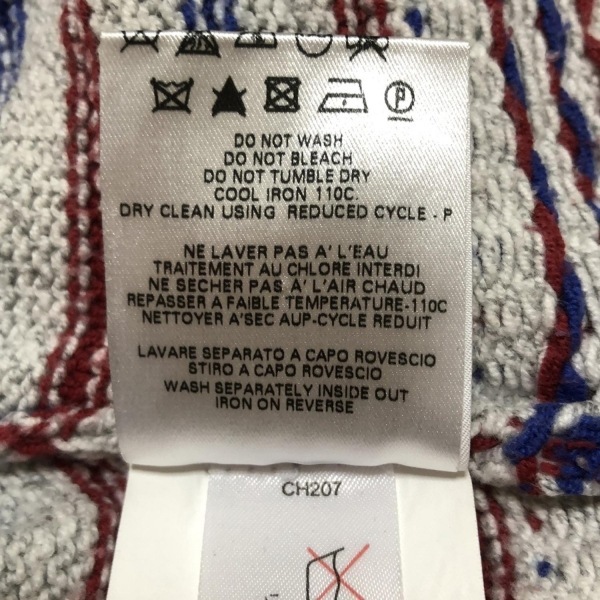 P
DO NOT WASH
DO NOT BLEACH
DO NOT TUMBLE DRY
COOL IRON 110C.
DRY CLEAN USING REDUCED CYCLE - P
NE LAVER PAS A' L'EAU
TRAITEMENT AU CHLORE INTERDI
NE SECHER PAS A' L'AIR CHAUD
REPASSER A FAIBLE TEMPERATURE-110C
NETTOYER A'SEC AUP-CYCLE REDUIT
LAVARE SEPARATO A CAPO ROVESCIO
STIRO A CAPO ROVESCIO
WASH SEPARATELY INSIDE OUT
IRON ON REVERSE
CH207